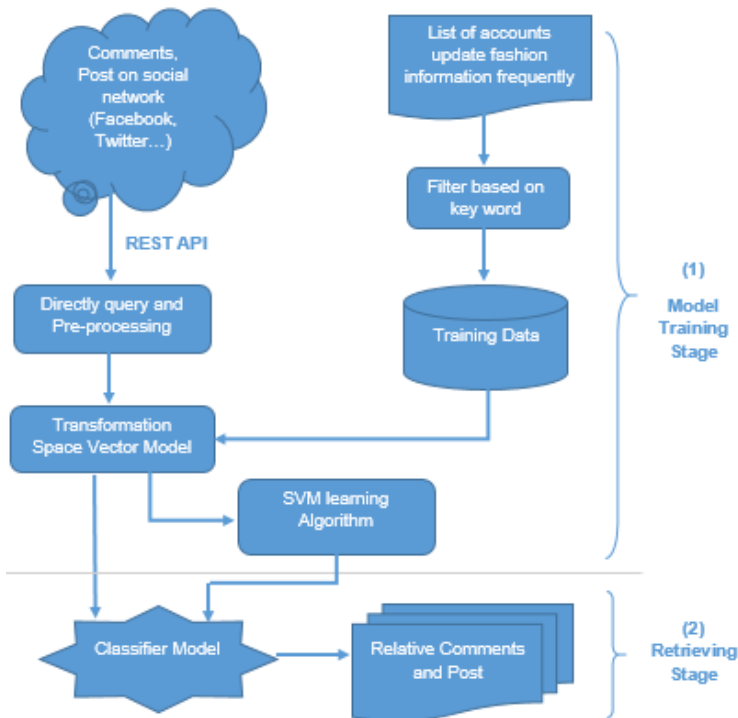 Comments,
Post on social
network
(Facebook,
Twitter...)
List of accounts
update fashion
information frequently
Filter based on
key word
REST API
Directly query and
Pre-processing
Training Data
(1)
Model
Training
Stage
Transformation
Space Vector Model
SVM learning
Algorithm
Classifier Model
Relative Comments
and Post
(2)
Retrieving
Stage